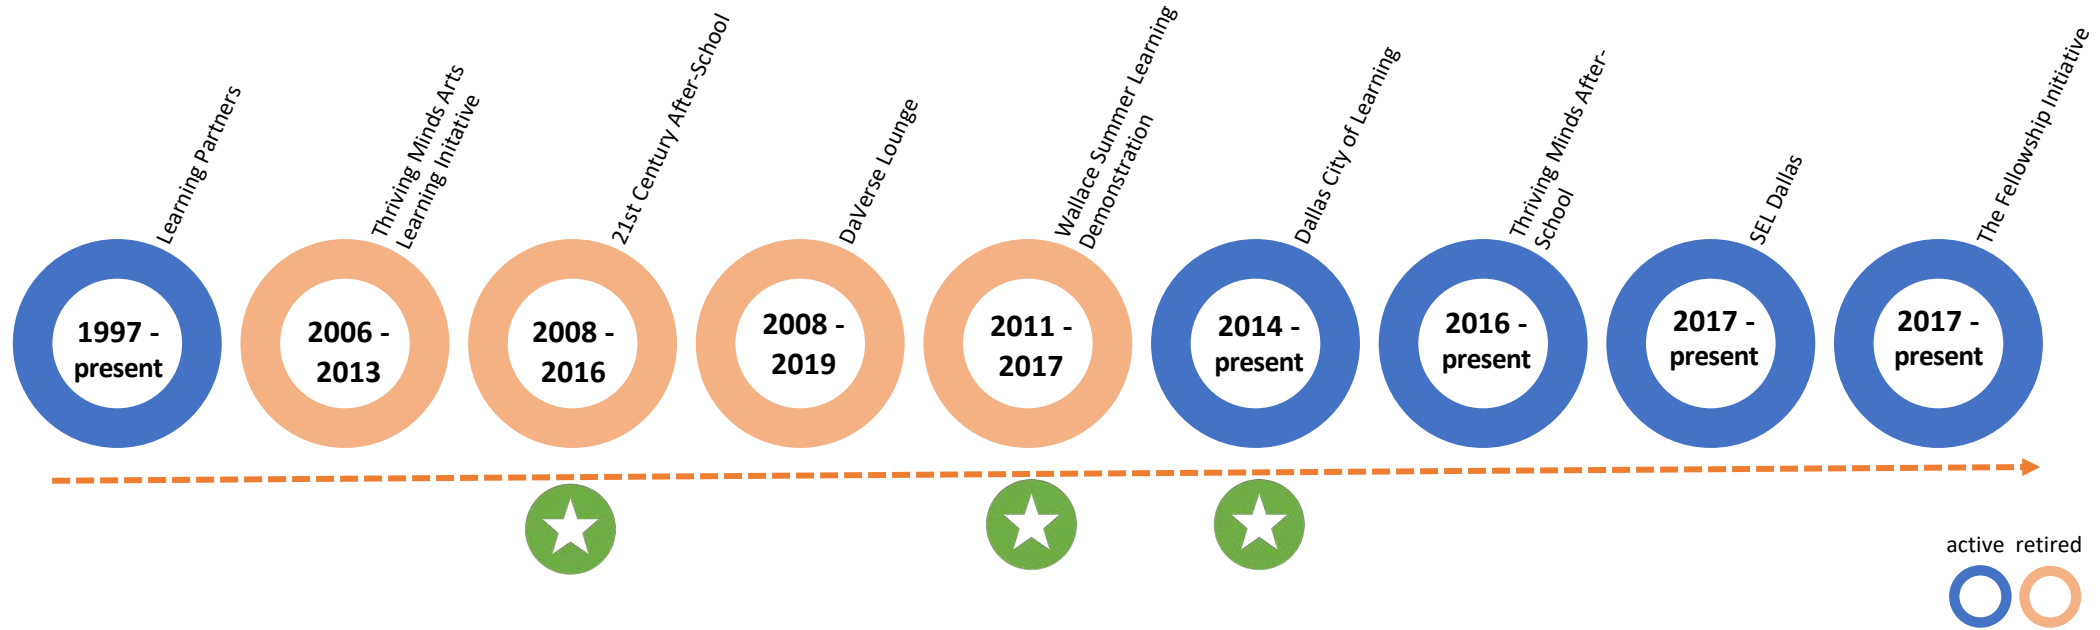 Learning Partners
Thriving Minds Arts
Learning Initative
21st Century After-School
DaVerse Lounge
Wallace Summer Learning
Demonstration
Dallas City of Learning
Thriving Minds After-
School
SEL Dallas
The Fellowship Initiative
1997 -
present
2006 -
2013
2008 -
2016
2008 -
2019
2011 -
2017
2014 -
present
2016 -
present
2017 -
present
2017 -
present
active retired